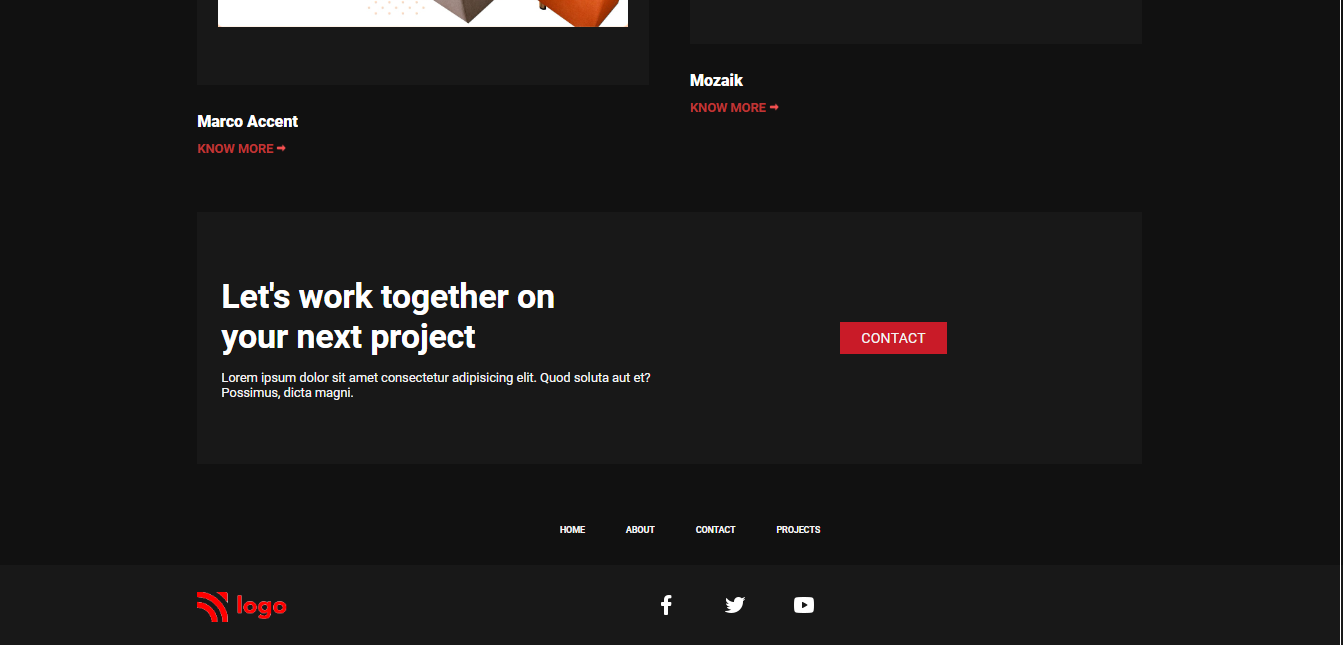 Mozaik
KNOW MORE ➞
Marco Accent
KNOW MORE ➞
Let's work together on
your next project
Lorem ipsum dolor sit amet consectetur adipisicing elit. Quod soluta aut et?
Possimus, dicta magni.
CONTACT
HOME ABOUT CONTACT PROJECTS
logo